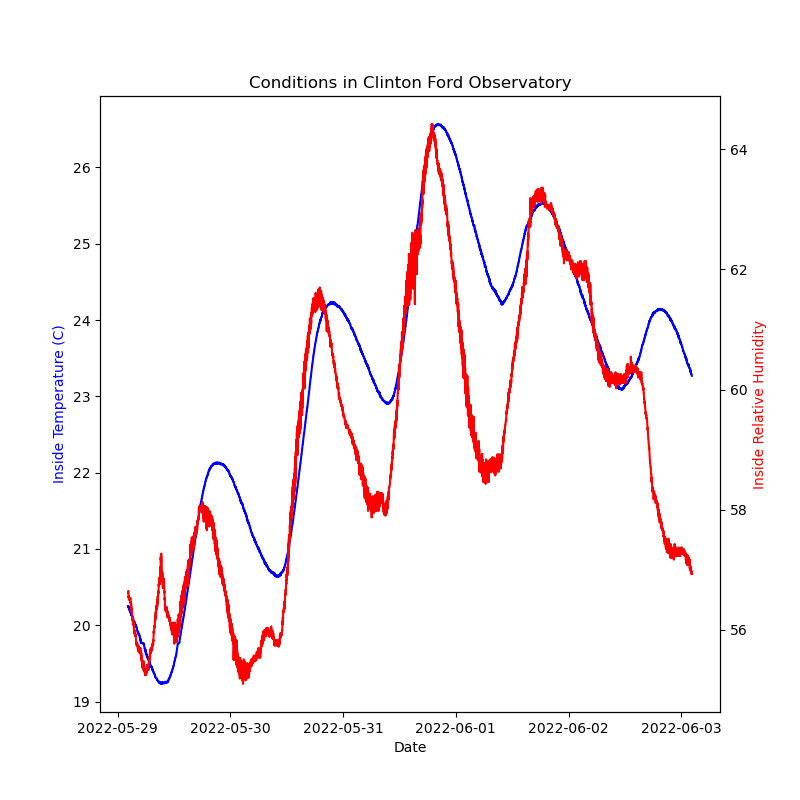 Conditions in Clinton Ford Observatory
Inside Temperature (C)
26
25
24
23
22
21
20
19
64
62
60
58
56
Inside Relative Humidity
2022-05-29 2022-05-30 2022-05-31 2022-06-01 2022-06-02 2022-06-03
Date